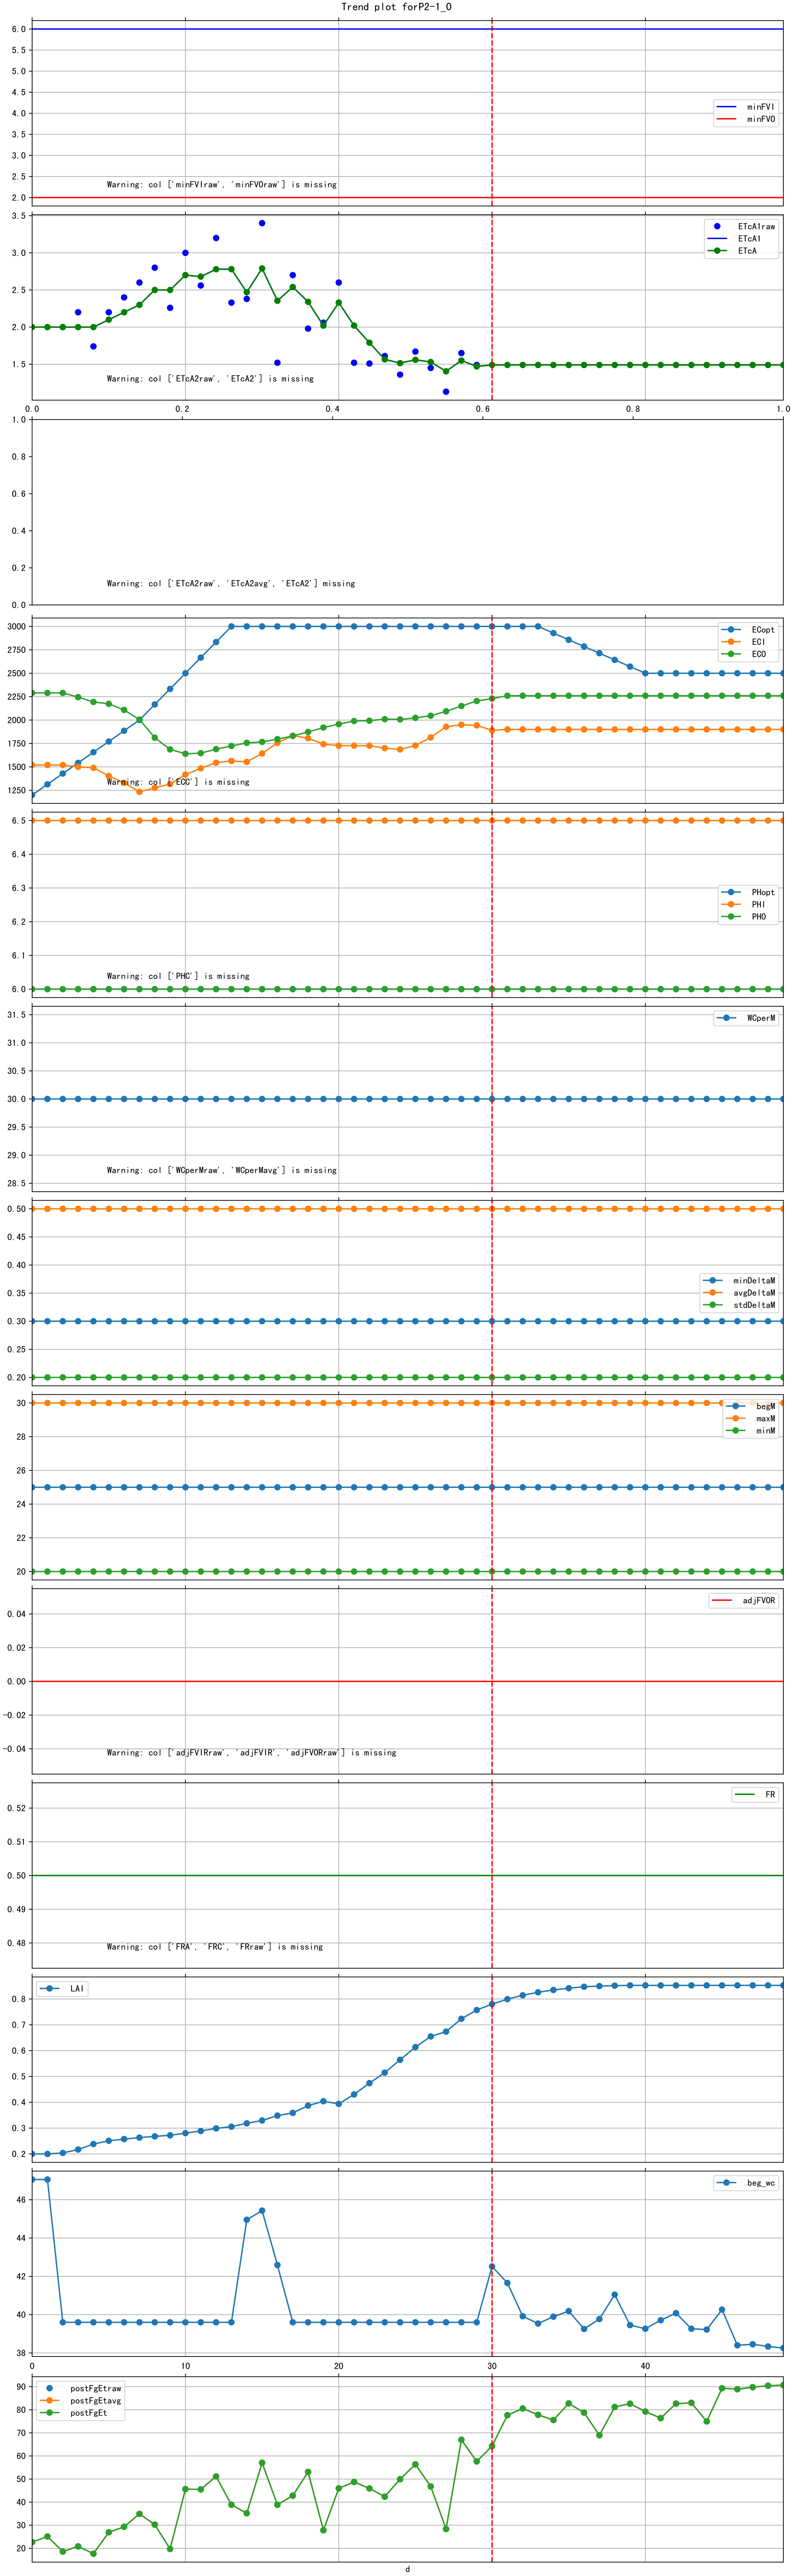 Trend plot forP2-1_0
6.0
5.5
5.0
4.5
4.0
3.5
3.0
2.5
2.0
minFVI
minFVO
Warning: col ['minFVIraw', 'minFVOraw'] is missing
3.5
3.0
2.5
2.0
1.5
ETcA1raw
ETcA1
ETcA
Warning: col ['ETcA2raw', 'ETcA2'] is missing
0.0 0.2 0.4 0.6 0.8 1.0
1.0
0.8
0.6
0.4
0.2
0.0
Warning: col ['ETcA2raw', 'ETcA2avg', 'ETcA2'] missing
3000
2750
2500
2250
2000
1750
1500
1250
ECopt
ECI
ECO
Warning: col ['ECC'] is missing
6.5
6.4
6.3
6.2
6.1
6.0
PHopt
PHI
PHO
Warning: col ['PHC'] is missing
31.5
31.0
30.5
30.0
29.5
29.0
28.5
WCperM
Warning: col ['WCperMraw', 'WCperMavg'] is missing
0.50
0.45
0.40
0.35
0.30
0.25
0.20
minDeltaM
avgDeltaM
stdDeltaM
30
28
26
24
22
20
begM
maxM
minM
0.04
0.02
0.00
-0.02
-0.04
adjFVOR
Warning: col ['adjFVIRraw', 'adjFVIR', 'adjFVORraw'] is missing
0.52
0.51
0.50
0.49
0.48
FR
Warning: col ['FRA', 'FRC', 'FRraw'] is missing
0.8
0.7
0.6
0.5
0.4
0.3
0.2
LAI
46
44
42
40
38
beg_wc
0 10 20 30 40
90
80
70
60
50
40
30
20
postFgEtraw
postFgEtavg
postFgEt
d